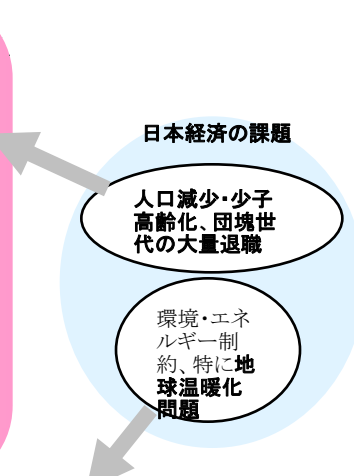 日本経済の課題
人口減少・少子
高齢化、団塊世
代の大量退職
環境・エネ
ルギー制
約、特に地
球温暖化
問題